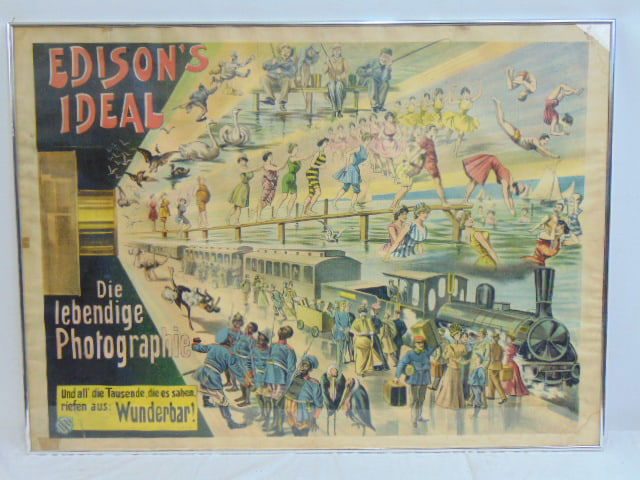 EDISON'S
IDEAL
Die
lebendige
Photographie
Und all' die Tausende, die es sahen,
riefen aus: Wunderbar!